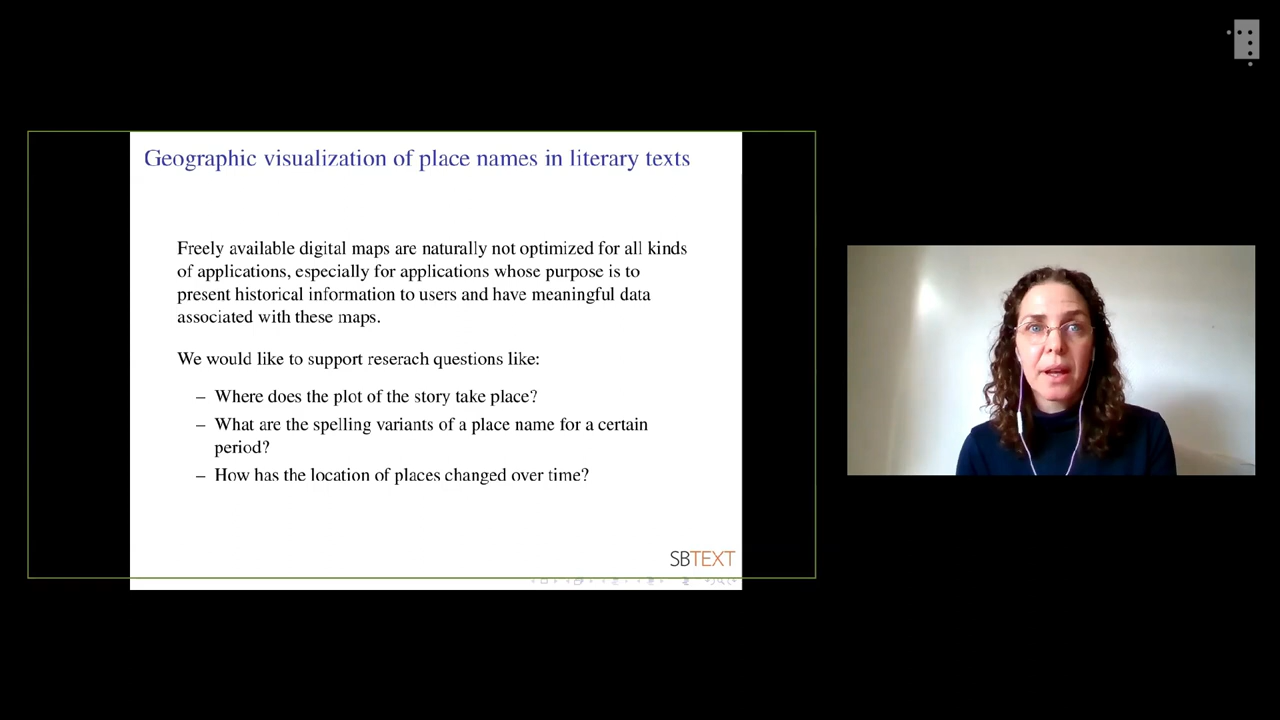 Geographic visualization of place names in literary texts
Freely available digital maps are naturally not optimized for all kinds
of applications, especially for applications whose purpose is to
present historical information to users and have meaningful data
associated with these maps.
We would like to support reserach questions like:
– Where does the plot of the story take place?
– What are the spelling variants of a place name for a certain
period?
– How has the location of places changed over time?
SBTEXT